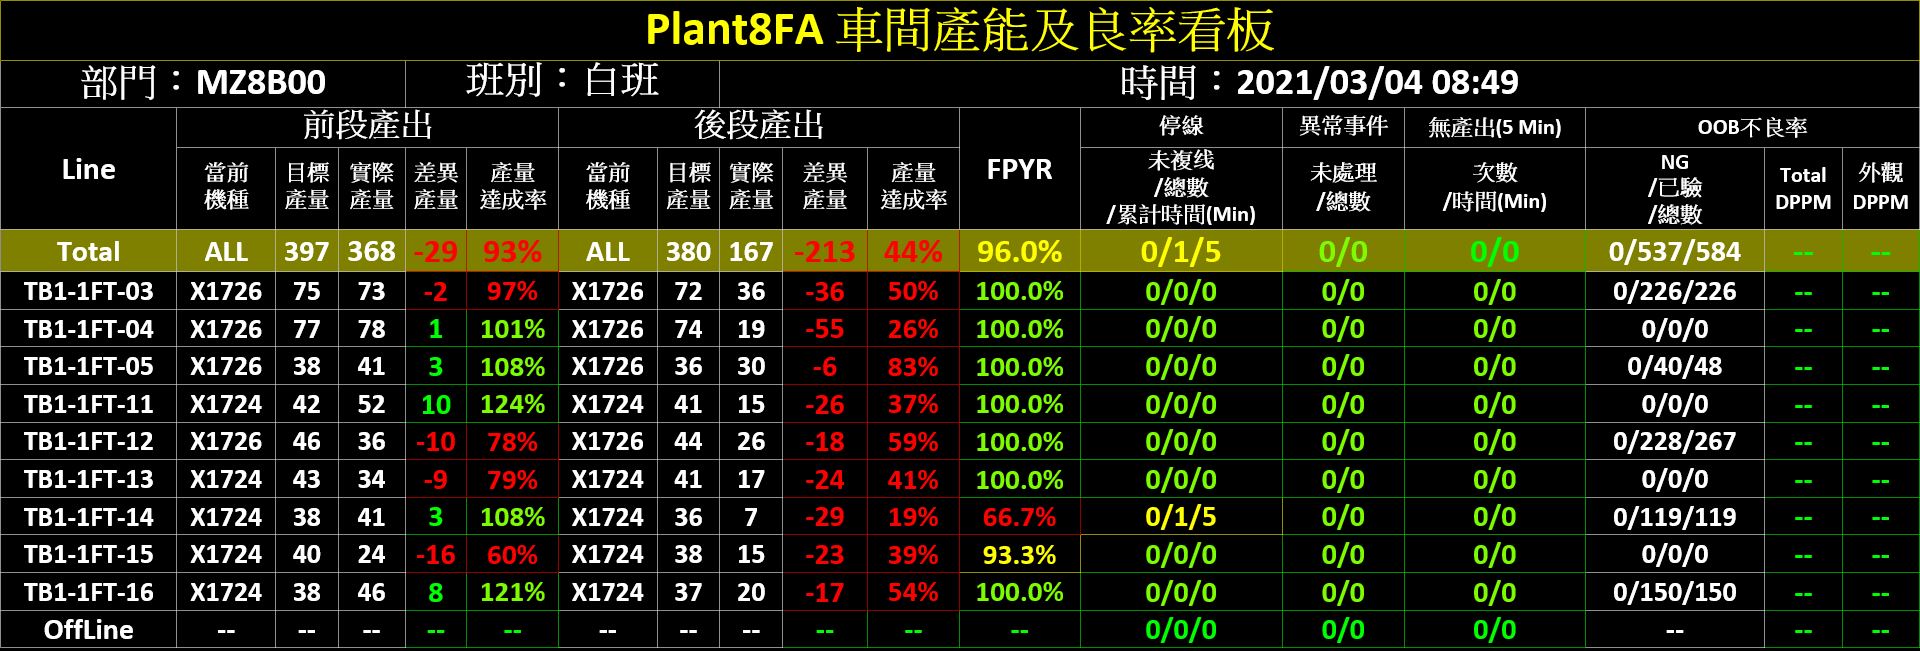 Plant8FA 車間產能及良率看板
部門：MZ8B00 班別：白班 時間：2021/03/04 08:49
Line 前段產出 後段產出 FPYR 停線 異常事件 無產出(5 Min) OOB不良率
當前機種 目標產量 實際產量 差異產量 產量達成率 當前機種 目標產量 實際產量 差異產量 產量達成率 未複线/總數/累計時間(Min) 未處理/總數 次數/時間(Min) NG/已驗/總數 Total DPPM 外觀DPPM
Total ALL 397 368 -29 93% ALL 380 167 -213 44% 96.0% 0/1/5 0/0 0/0 0/537/584 -- --
TB1-1FT-03 X1726 75 73 -2 97% X1726 72 36 -36 50% 100.0% 0/0/0 0/0 0/0 0/226/226 -- --
TB1-1FT-04 X1726 77 78 1 101% X1726 74 19 -55 26% 100.0% 0/0/0 0/0 0/0 0/0/0 -- --
TB1-1FT-05 X1726 38 41 3 108% X1726 36 30 -6 83% 100.0% 0/0/0 0/0 0/0 0/40/48 -- --
TB1-1FT-11 X1724 42 52 10 124% X1724 41 15 -26 37% 100.0% 0/0/0 0/0 0/0 0/0/0 -- --
TB1-1FT-12 X1726 46 36 -10 78% X1726 44 26 -18 59% 100.0% 0/0/0 0/0 0/0 0/228/267 -- --
TB1-1FT-13 X1724 43 34 -9 79% X1724 41 17 -24 41% 100.0% 0/0/0 0/0 0/0 0/0/0 -- --
TB1-1FT-14 X1724 38 41 3 108% X1724 36 7 -29 19% 66.7% 0/1/5 0/0 0/0 0/119/119 -- --
TB1-1FT-15 X1724 40 24 -16 60% X1724 38 15 -23 39% 93.3% 0/0/0 0/0 0/0 0/0/0 -- --
TB1-1FT-16 X1724 38 46 8 121% X1724 37 20 -17 54% 100.0% 0/0/0 0/0 0/0 0/150/150 -- --
OffLine -- -- -- -- -- -- -- -- -- -- -- 0/0/0 0/0 0/0 -- -- --